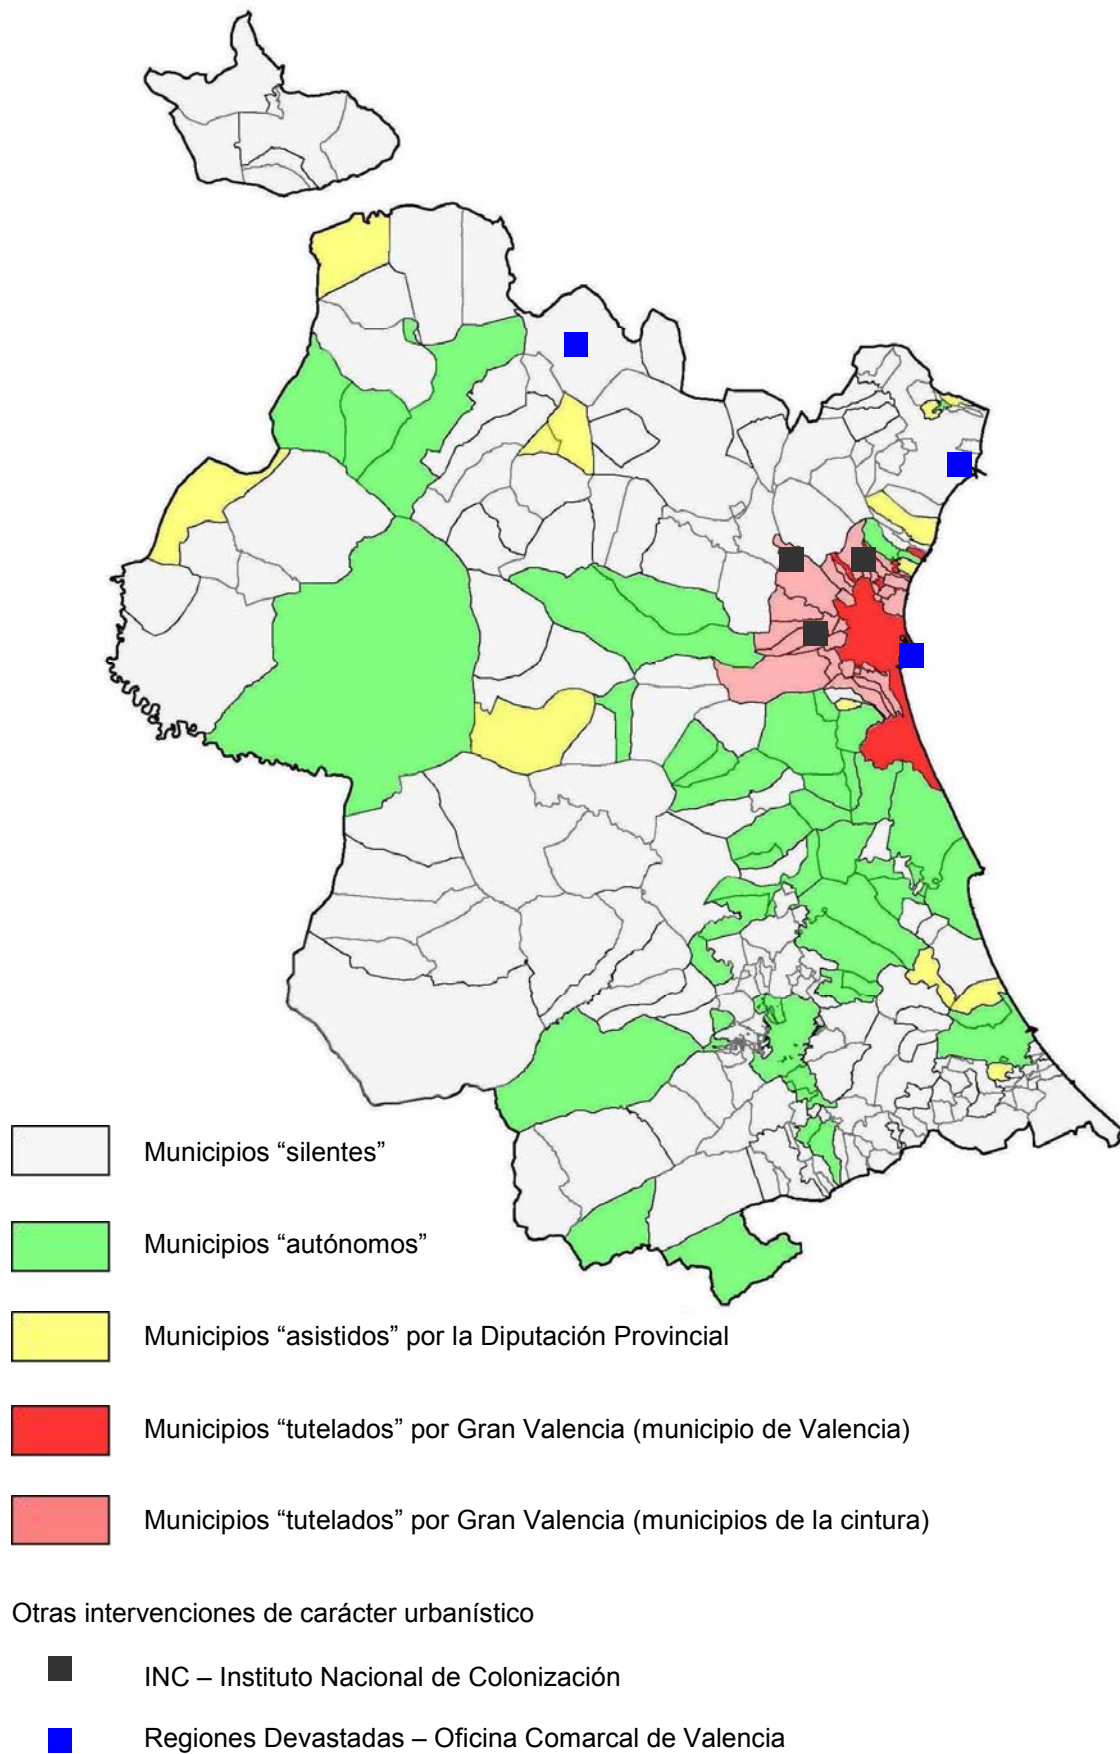 Municipios “silentes”
Municipios “autónomos”
Municipios “asistidos” por la Diputación Provincial
Municipios “tutelados” por Gran Valencia (municipio de Valencia)
Municipios “tutelados” por Gran Valencia (municipios de la cintura)
Otras intervenciones de carácter urbanístico
INC – Instituto Nacional de Colonización
Regiones Devastadas – Oficina Comarcal de Valencia